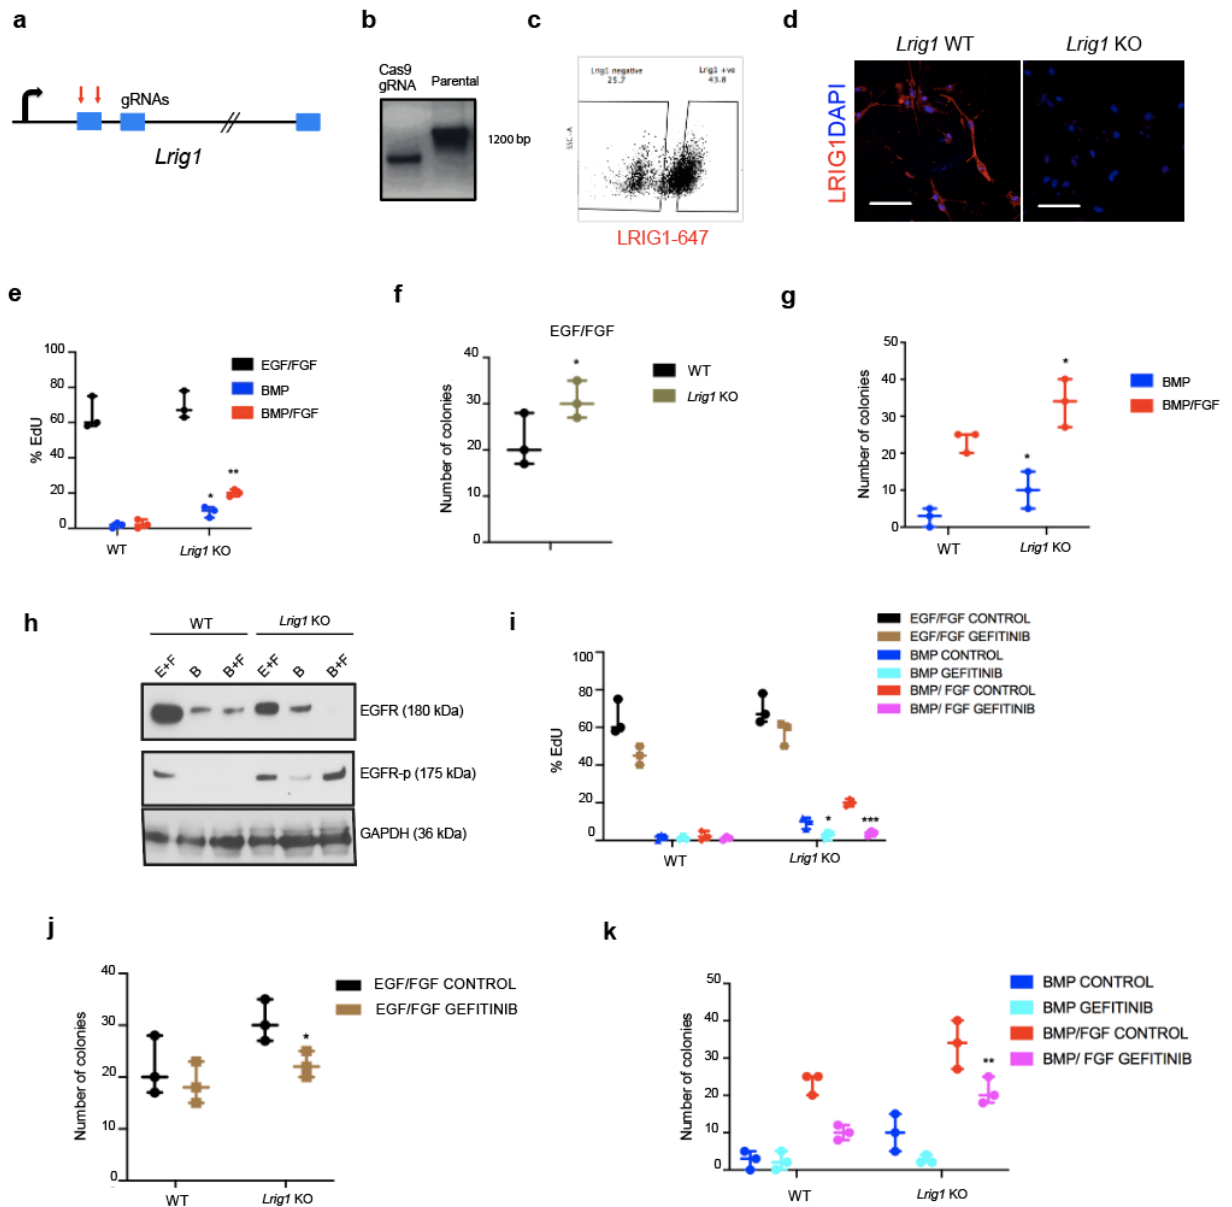 a
gRNAs
Lrig1
b
Cas9
gRNA
Parental
1200 bp
c
Lrig1 negative
25.7
Lrig1 +ve
43.8
SSC-A
LRIG1-647
d
Lrig1 WT
Lrig1 KO
LRIG1DAPI
e
% EdU
100
80
60
40
20
0
WT
Lrig1 KO
*
**
EGF/FGF
BMP
BMP/FGF
f
EGF/FGF
Number of colonies
40
30
20
10
0
*
WT
Lrig1 KO
g
Number of colonies
50
40
30
20
10
0
*
*
WT
Lrig1 KO
BMP
BMP/FGF
h
WT
Lrig1 KO
E+F
B
B+F
E+F
B
B+F
EGFR (180 kDa)
EGFR-p (175 kDa)
GAPDH (36 kDa)
i
% EdU
100
80
60
40
20
0
*
***
WT
Lrig1 KO
EGF/FGF CONTROL
EGF/FGF GEFITINIB
BMP CONTROL
BMP GEFITINIB
BMP/ FGF CONTROL
BMP/ FGF GEFITINIB
j
Number of colonies
40
30
20
10
0
*
WT
Lrig1 KO
EGF/FGF CONTROL
EGF/FGF GEFITINIB
k
Number of colonies
50
40
30
20
10
0
**
WT
Lrig1 KO
BMP CONTROL
BMP GEFITINIB
BMP/FGF CONTROL
BMP/ FGF GEFITINIB